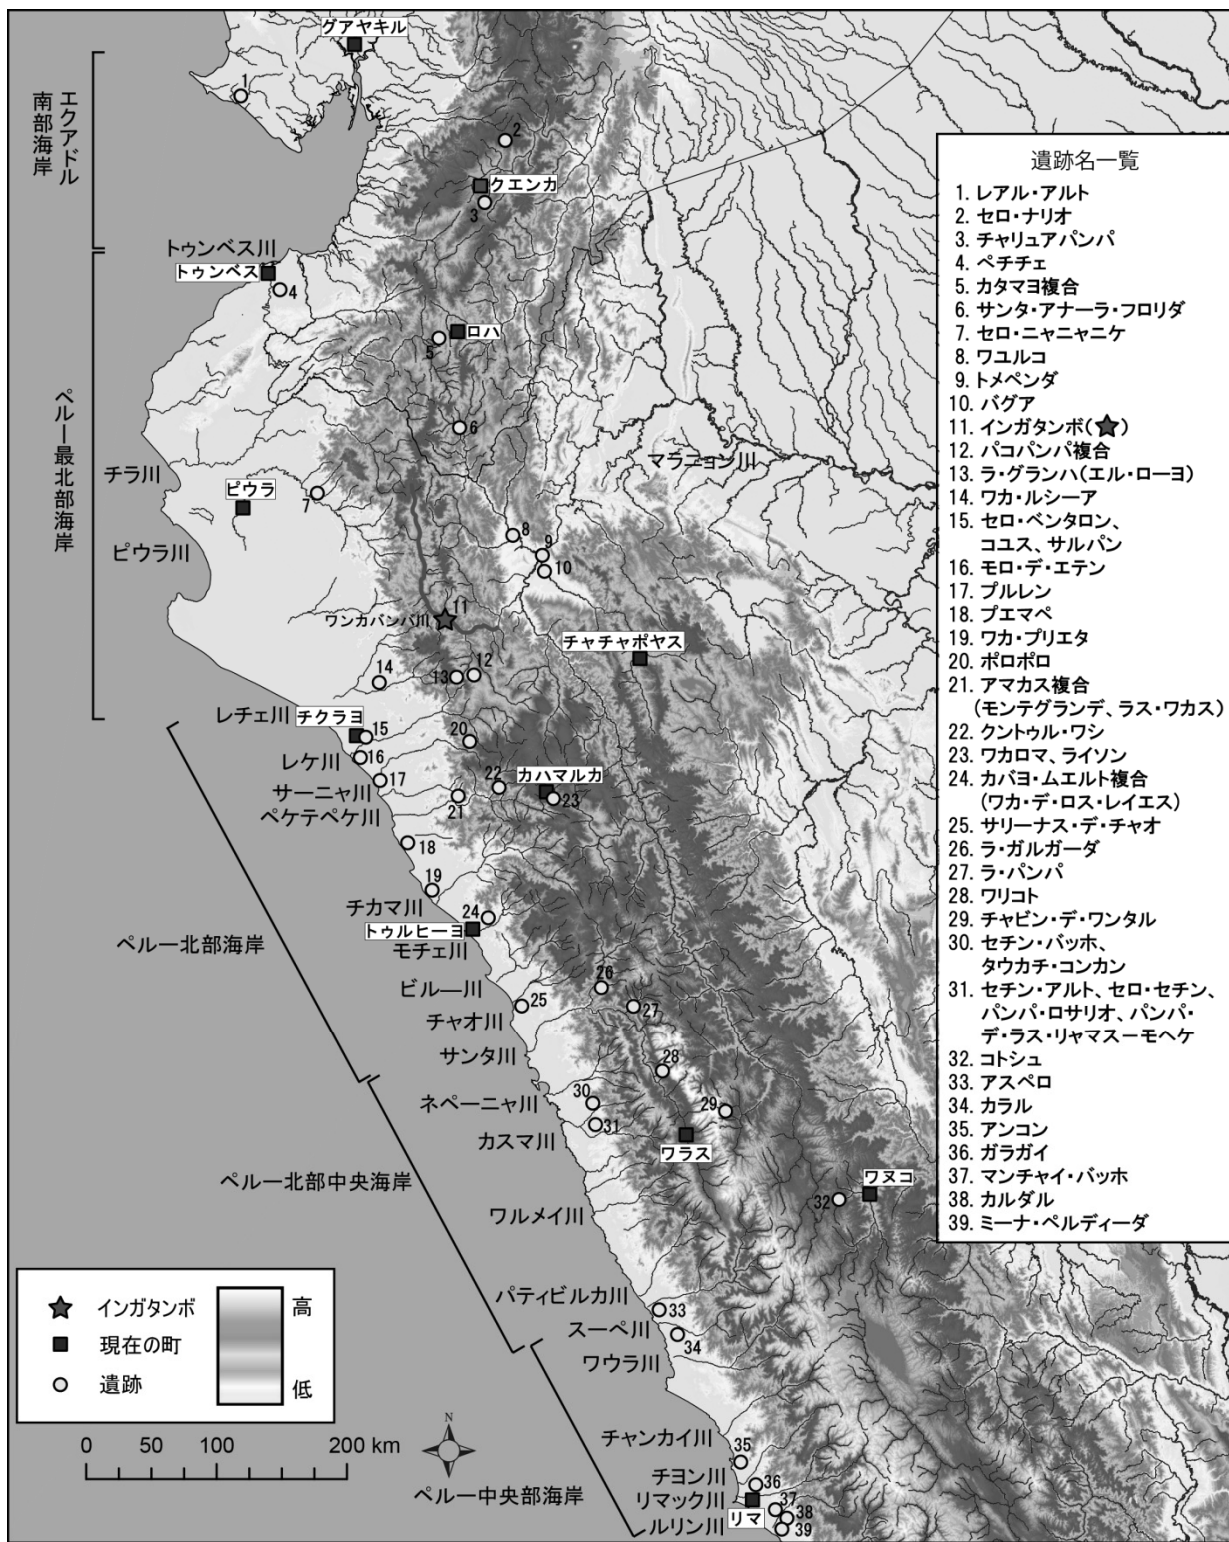 グアヤキル
1
エクアドル
南部海岸
2
クエンカ
3
トゥンベス川
トゥンベス
4
ロハ
5
6
ペルー最北部海岸
マラニョン川
チラ川
ピウラ
7
ピウラ川
8
9
10
11
ワンカバンバ川
チャチャポヤス
12
13
14
レチェ川
チクラヨ
15
20
レケ川
16
17
サーニャ川
22
カハマルカ
23
ペケテペケ川
21
18
19
チカマ川
24
トゥルヒーヨ
モチェ川
ペルー北部海岸
26
ビルー川
25
27
チャオ川
サンタ川
28
30
29
ネペーニャ川
31
カスマ川
ワラス
ペルー北部中央海岸
ワヌコ
32
ワルメイ川
パティビルカ川
33
スーペ川
34
ワウラ川
チャンカイ川
35
チヨン川
36
リマック川
37
リマ
38
ルリン川
39
ペルー中央部海岸
遺跡名一覧
1. レアル・アルト
2. セロ・ナリオ
3. チャリュアパンパ
4. ペチチェ
5. カタマヨ複合
6. サンタ・アナーラ・フロリダ
7. セロ・ニャニャニケ
8. ワユルコ
9. トメペンダ
10. バグア
11. インガタンボ(★)
12. パコパンパ複合
13. ラ・グランハ(エル・ローヨ)
14. ワカ・ルシーア
15. セロ・ベンタロン、
コユス、サルパン
16. モロ・デ・エテン
17. プルレン
18. プエマペ
19. ワカ・プリエタ
20. ポロポロ
21. アマカス複合
(モンテグランデ、ラス・ワカス)
22. クントゥル・ワシ
23. ワカロマ、ライソン
24. カバヨ・ムエルト複合
(ワカ・デ・ロス・レイエス)
25. サリーナス・デ・チャオ
26. ラ・ガルガーダ
27. ラ・パンパ
28. ワリコト
29. チャビン・デ・ワンタル
30. セチン・バッホ、
タウカチ・コンカン
31. セチン・アルト、セロ・セチン、
パンパ・ロサリオ、パンパ・
デ・ラス・リャマスーモヘケ
32. コトシュ
33. アスペロ
34. カラル
35. アンコン
36. ガラガイ
37. マンチャイ・バッホ
38. カルダル
39. ミーナ・ペルディーダ
インガタンボ
現在の町
遺跡
高
低
0 50 100 200 km
N